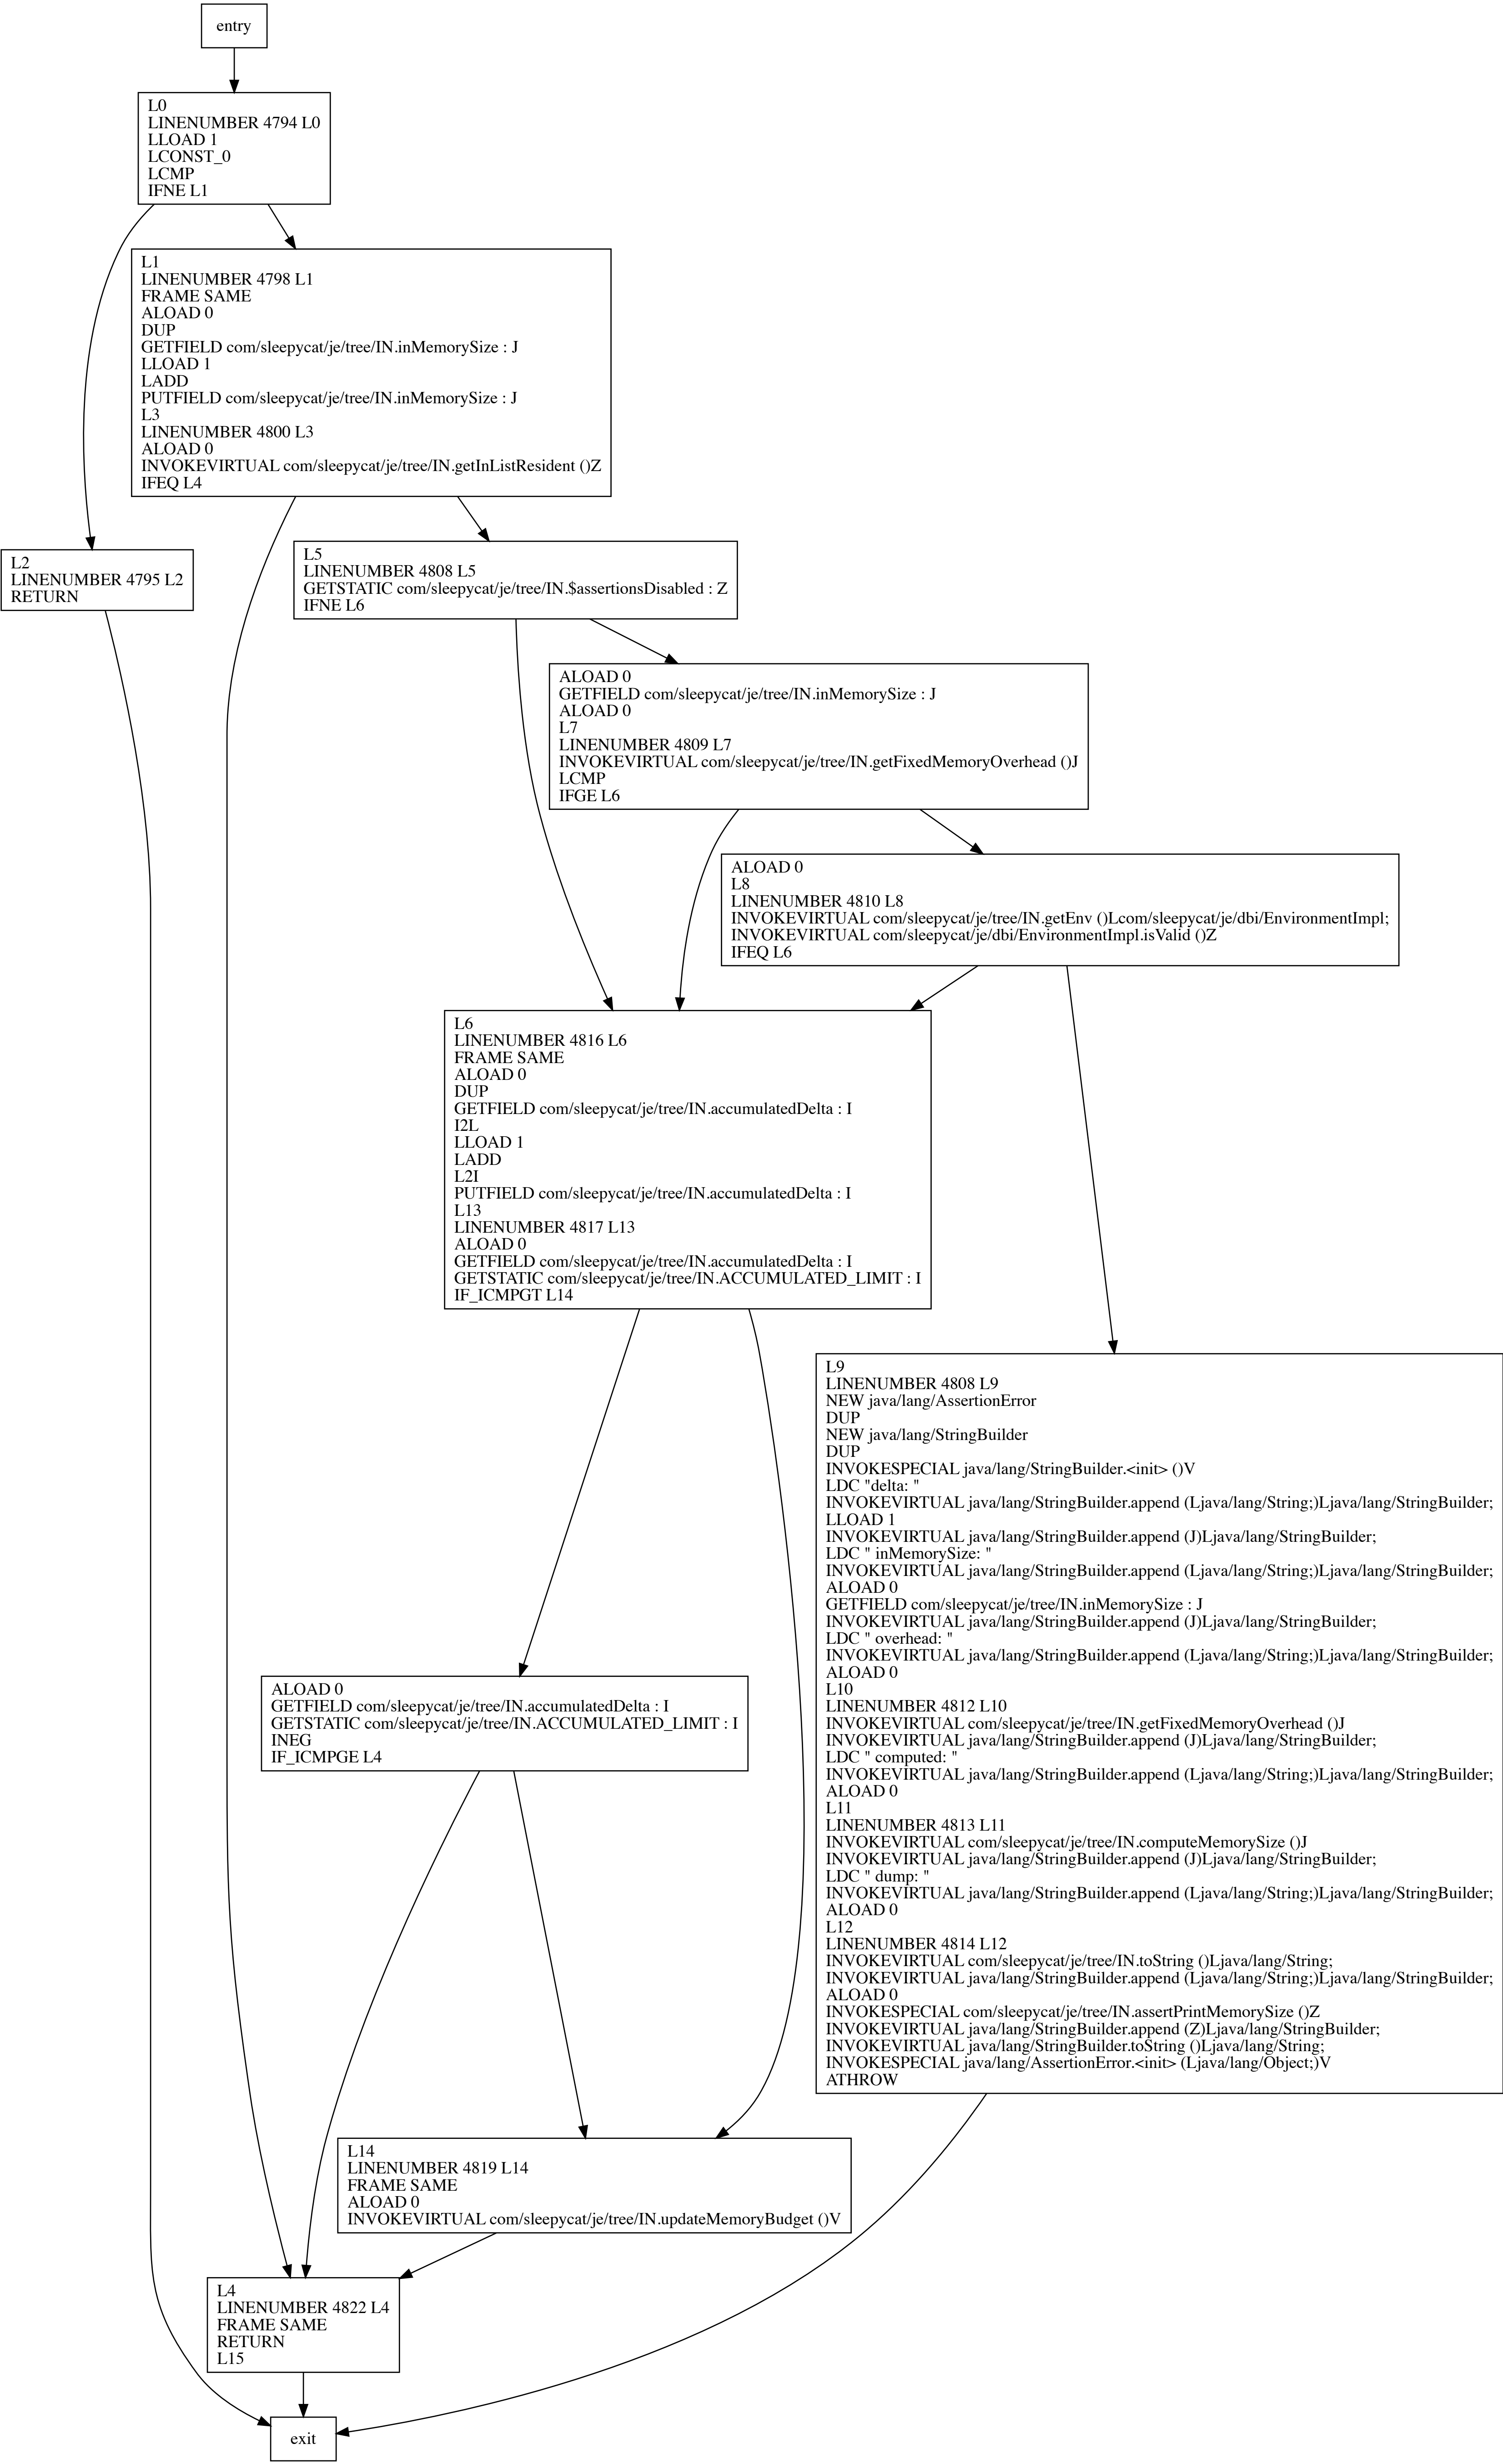 entry
L0
LINENUMBER 4794 L0
LLOAD 1
LCONST_0
LCMP
IFNE L1
L1
LINENUMBER 4798 L1
FRAME SAME
ALOAD 0
DUP
GETFIELD com/sleepycat/je/tree/IN.inMemorySize : J
LLOAD 1
LADD
PUTFIELD com/sleepycat/je/tree/IN.inMemorySize : J
L3
LINENUMBER 4800 L3
ALOAD 0
INVOKEVIRTUAL com/sleepycat/je/tree/IN.getInListResident ()Z
IFEQ L4
L2
LINENUMBER 4795 L2
RETURN
L5
LINENUMBER 4808 L5
GETSTATIC com/sleepycat/je/tree/IN.$assertionsDisabled : Z
IFNE L6
ALOAD 0
GETFIELD com/sleepycat/je/tree/IN.inMemorySize : J
ALOAD 0
L7
LINENUMBER 4809 L7
INVOKEVIRTUAL com/sleepycat/je/tree/IN.getFixedMemoryOverhead ()J
LCMP
IFGE L6
ALOAD 0
L8
LINENUMBER 4810 L8
INVOKEVIRTUAL com/sleepycat/je/tree/IN.getEnv ()Lcom/sleepycat/je/dbi/EnvironmentImpl;
INVOKEVIRTUAL com/sleepycat/je/dbi/EnvironmentImpl.isValid ()Z
IFEQ L6
L6
LINENUMBER 4816 L6
FRAME SAME
ALOAD 0
DUP
GETFIELD com/sleepycat/je/tree/IN.accumulatedDelta : I
I2L
LLOAD 1
LADD
L2I
PUTFIELD com/sleepycat/je/tree/IN.accumulatedDelta : I
L13
LINENUMBER 4817 L13
ALOAD 0
GETFIELD com/sleepycat/je/tree/IN.accumulatedDelta : I
GETSTATIC com/sleepycat/je/tree/IN.ACCUMULATED_LIMIT : I
IF_ICMPGT L14
L9
LINENUMBER 4808 L9
NEW java/lang/AssertionError
DUP
NEW java/lang/StringBuilder
DUP
INVOKESPECIAL java/lang/StringBuilder.<init> ()V
LDC "delta: "
INVOKEVIRTUAL java/lang/StringBuilder.append (Ljava/lang/String;)Ljava/lang/StringBuilder;
LLOAD 1
INVOKEVIRTUAL java/lang/StringBuilder.append (J)Ljava/lang/StringBuilder;
LDC " inMemorySize: "
INVOKEVIRTUAL java/lang/StringBuilder.append (Ljava/lang/String;)Ljava/lang/StringBuilder;
ALOAD 0
GETFIELD com/sleepycat/je/tree/IN.inMemorySize : J
INVOKEVIRTUAL java/lang/StringBuilder.append (J)Ljava/lang/StringBuilder;
LDC " overhead: "
INVOKEVIRTUAL java/lang/StringBuilder.append (Ljava/lang/String;)Ljava/lang/StringBuilder;
ALOAD 0
L10
LINENUMBER 4812 L10
INVOKEVIRTUAL com/sleepycat/je/tree/IN.getFixedMemoryOverhead ()J
INVOKEVIRTUAL java/lang/StringBuilder.append (J)Ljava/lang/StringBuilder;
LDC " computed: "
INVOKEVIRTUAL java/lang/StringBuilder.append (Ljava/lang/String;)Ljava/lang/StringBuilder;
ALOAD 0
L11
LINENUMBER 4813 L11
INVOKEVIRTUAL com/sleepycat/je/tree/IN.computeMemorySize ()J
INVOKEVIRTUAL java/lang/StringBuilder.append (J)Ljava/lang/StringBuilder;
LDC " dump: "
INVOKEVIRTUAL java/lang/StringBuilder.append (Ljava/lang/String;)Ljava/lang/StringBuilder;
ALOAD 0
L12
LINENUMBER 4814 L12
INVOKEVIRTUAL com/sleepycat/je/tree/IN.toString ()Ljava/lang/String;
INVOKEVIRTUAL java/lang/StringBuilder.append (Ljava/lang/String;)Ljava/lang/StringBuilder;
ALOAD 0
INVOKESPECIAL com/sleepycat/je/tree/IN.assertPrintMemorySize ()Z
INVOKEVIRTUAL java/lang/StringBuilder.append (Z)Ljava/lang/StringBuilder;
INVOKEVIRTUAL java/lang/StringBuilder.toString ()Ljava/lang/String;
INVOKESPECIAL java/lang/AssertionError.<init> (Ljava/lang/Object;)V
ATHROW
ALOAD 0
GETFIELD com/sleepycat/je/tree/IN.accumulatedDelta : I
GETSTATIC com/sleepycat/je/tree/IN.ACCUMULATED_LIMIT : I
INEG
IF_ICMPGE L4
L14
LINENUMBER 4819 L14
FRAME SAME
ALOAD 0
INVOKEVIRTUAL com/sleepycat/je/tree/IN.updateMemoryBudget ()V
L4
LINENUMBER 4822 L4
FRAME SAME
RETURN
L15
exit